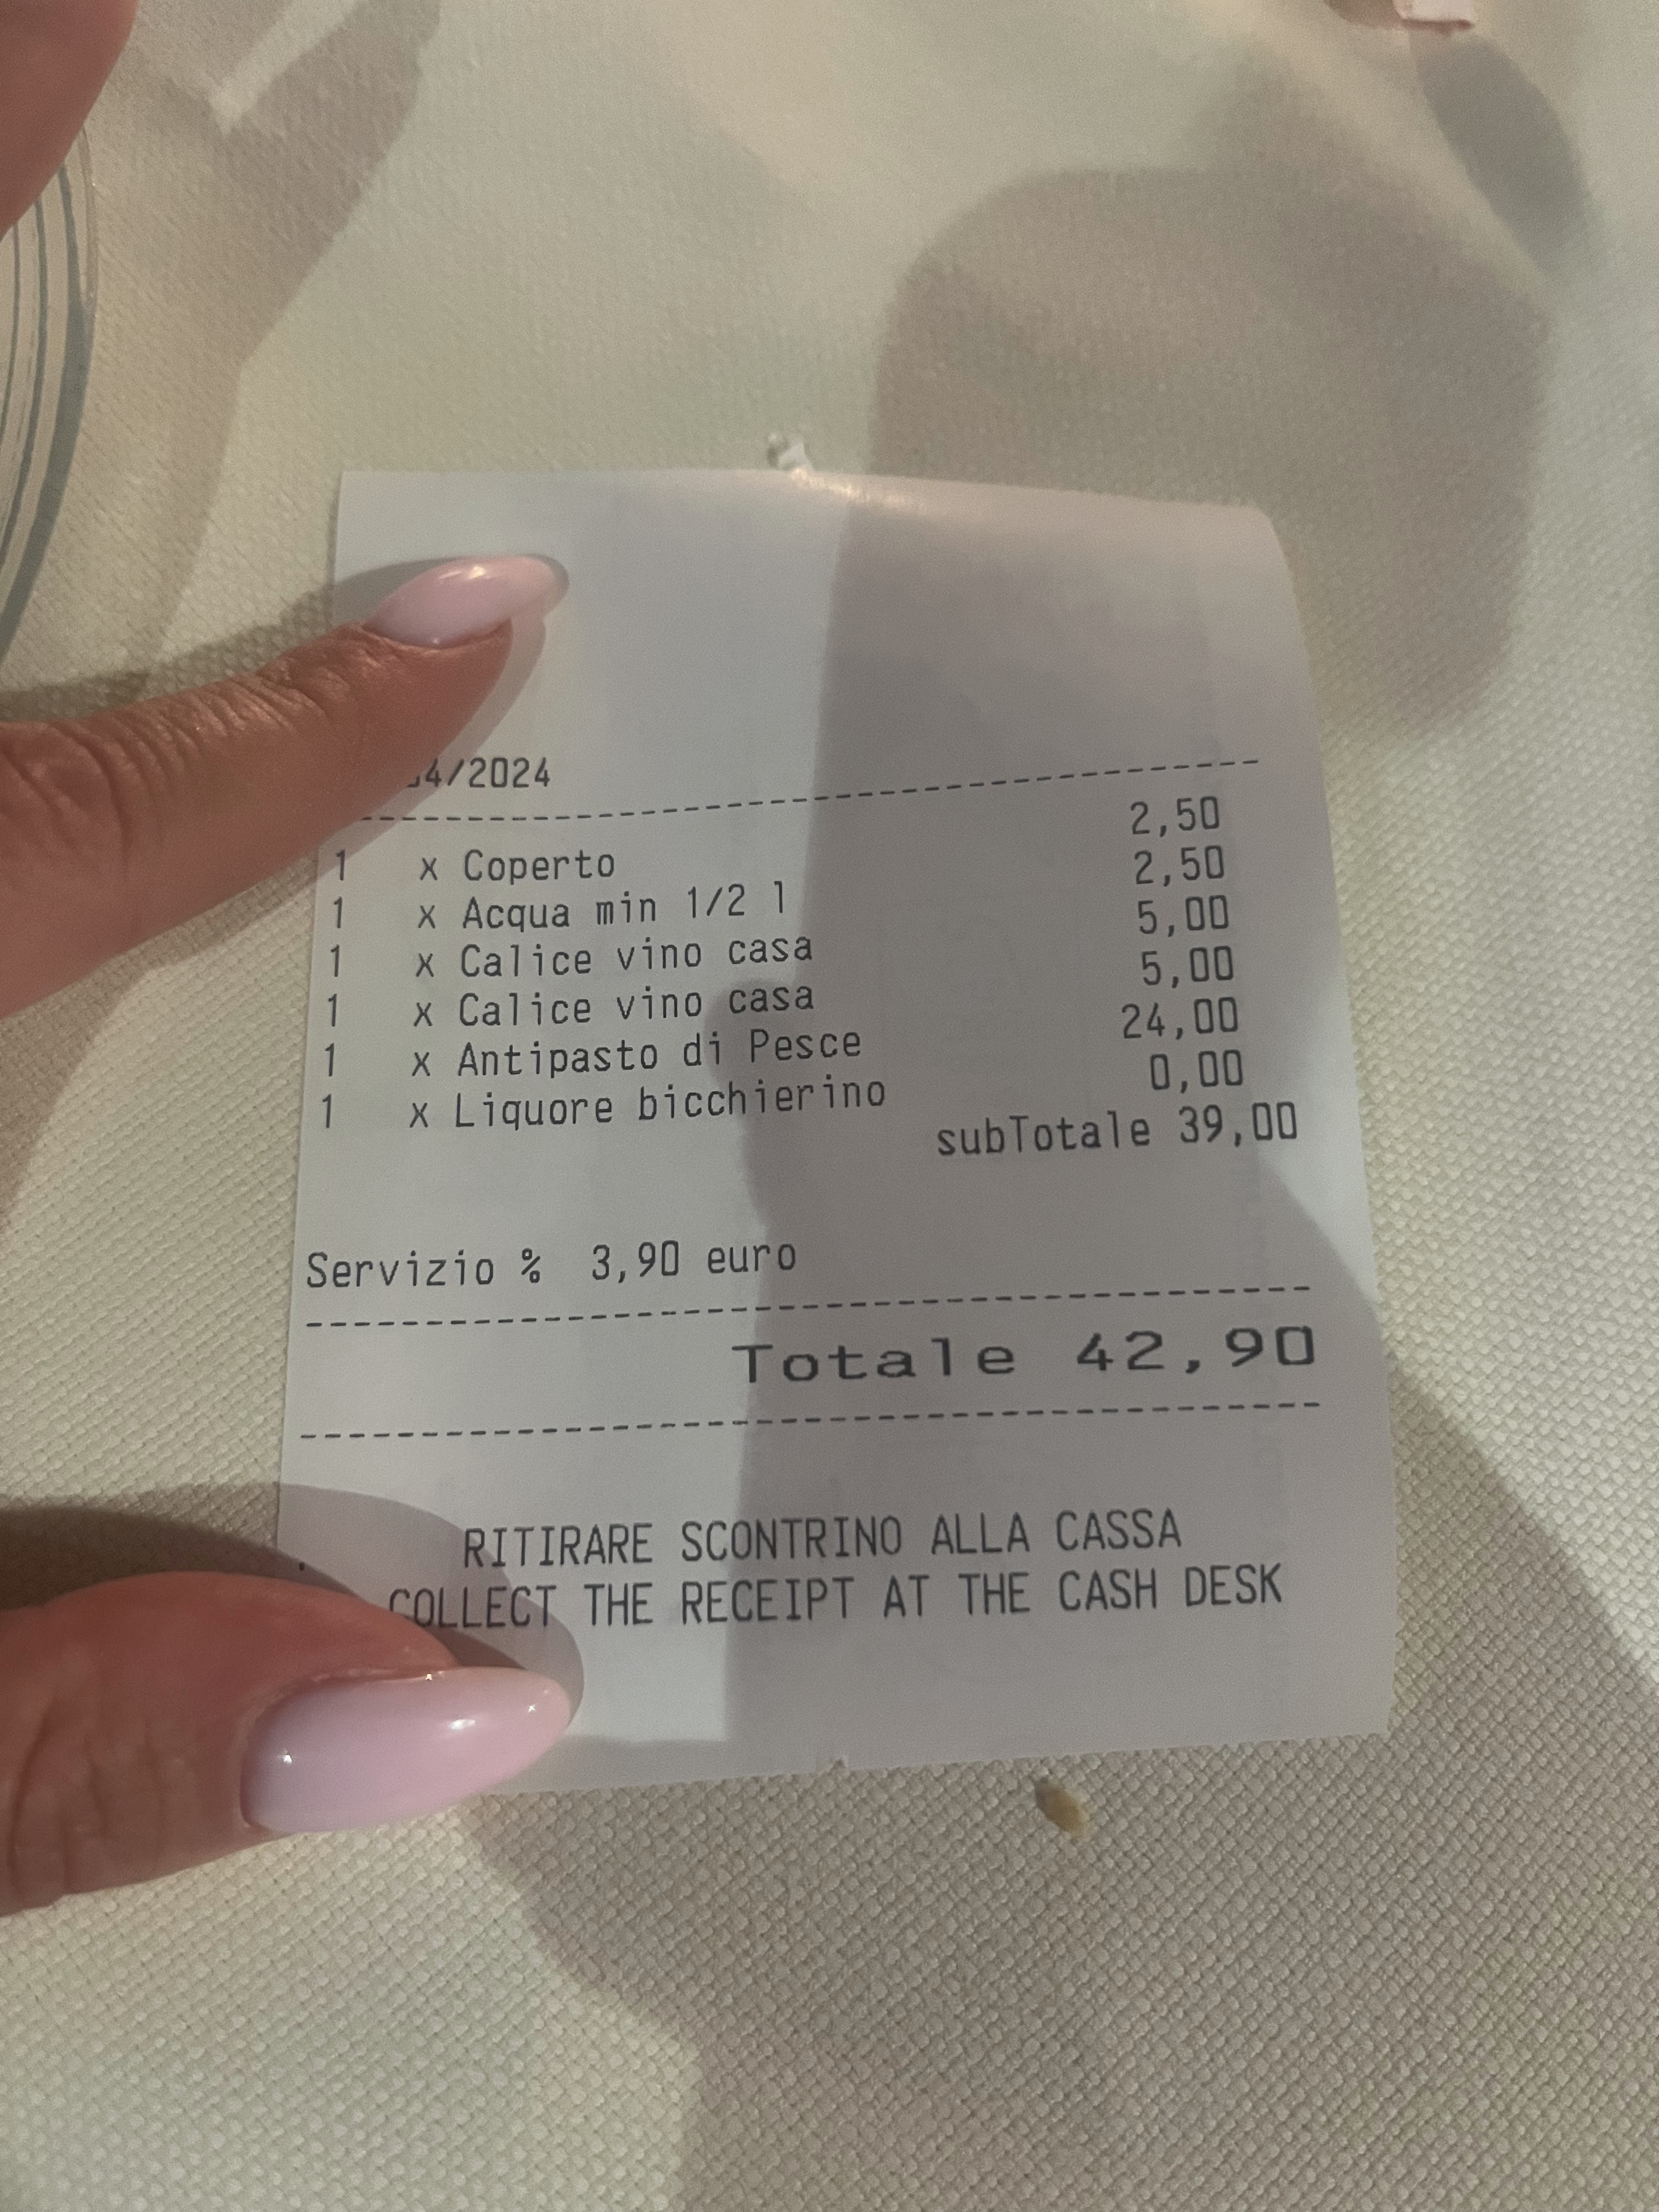 4/2024
1 x Coperto 2,50
1 x Acqua min 1/2 l 2,50
1 x Calice vino casa 5,00
1 x Calice vino casa 5,00
1 x Antipasto di Pesce 24,00
1 x Liquore bicchierino 0,00
subTotale 39,00
Servizio % 3,90 euro
Totale 42,90
RITIRARE SCONTRINO ALLA CASSA
COLLECT THE RECEIPT AT THE CASH DESK